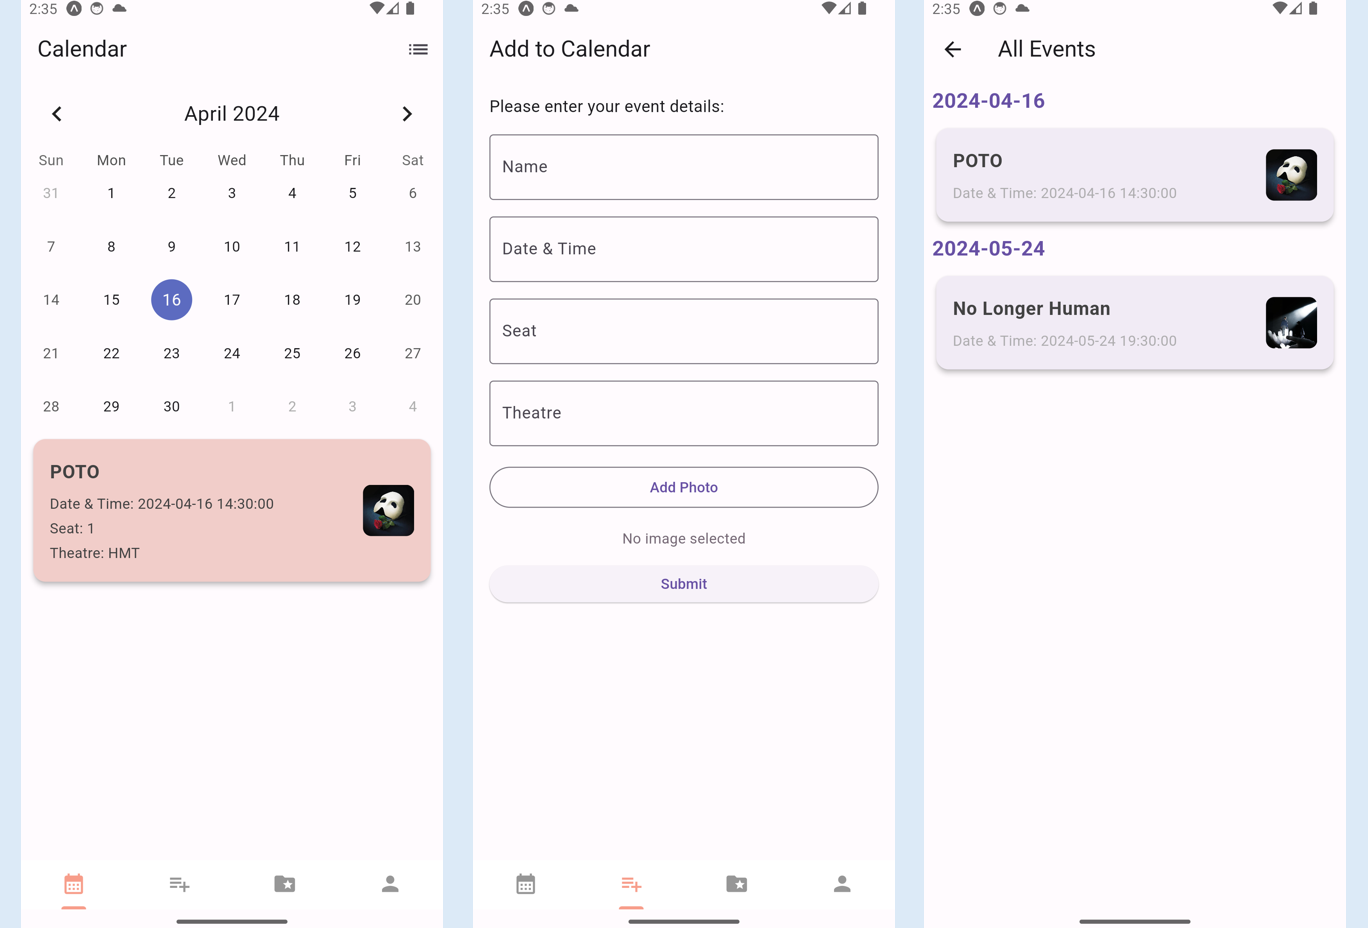 2:35
Calendar
April 2024
Sun Mon Tue Wed Thu Fri Sat
31 1 2 3 4 5 6
7 8 9 10 11 12 13
14 15 16 17 18 19 20
21 22 23 24 25 26 27
28 29 30 1 2 3 4
POTO
Date & Time: 2024-04-16 14:30:00
Seat: 1
Theatre: HMT
2:35
Add to Calendar
Please enter your event details:
Name
Date & Time
Seat
Theatre
Add Photo
No image selected
Submit
2:35
All Events
2024-04-16
POTO
Date & Time: 2024-04-16 14:30:00
2024-05-24
No Longer Human
Date & Time: 2024-05-24 19:30:00